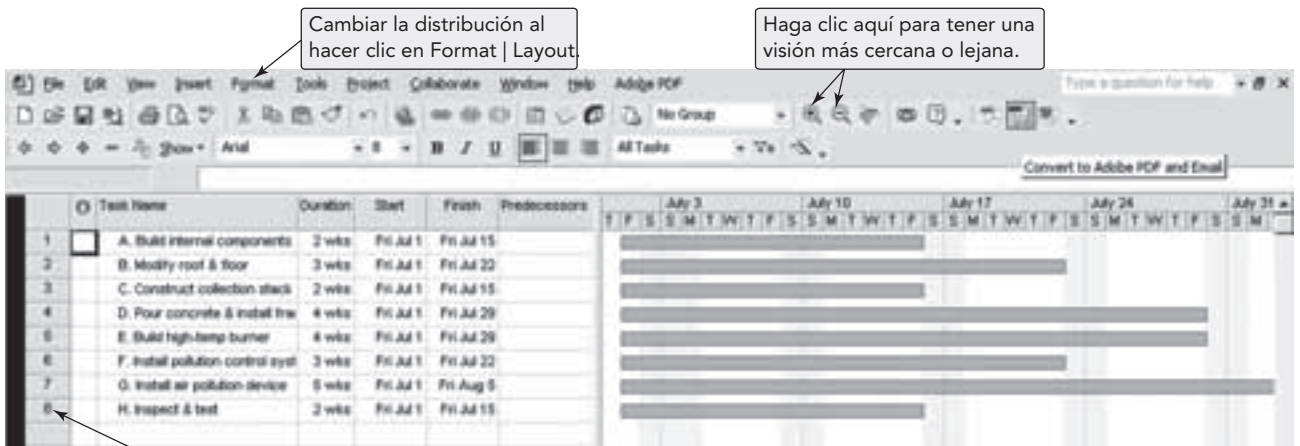 Cambiar la distribución al
hacer clic en Format | Layout.
Haga clic aquí para tener una
visión más cercana o lejana.
File Edit View Insert Format Tools Project Collaborate Window Help Adobe PDF Type a question for help
No Group
Show Arial 8 B I U All Tasks
Convert to Adobe PDF and Email
Task Name Duration Start Finish Predecessors July 3 July 10 July 17 July 24 July 31
T F S S M T W T F S S M T W T F S S M T W T F S S M T W T F S S M
1 A. Build internal components 2 wks Fri Jul 1 Fri Jul 15
2 B. Modify roof & floor 3 wks Fri Jul 1 Fri Jul 22
3 C. Construct collection stack 2 wks Fri Jul 1 Fri Jul 15
4 D. Pour concrete & install fra 4 wks Fri Jul 1 Fri Jul 29
5 E. Build high-temp burner 4 wks Fri Jul 1 Fri Jul 29
6 F. Install pollution control syst 3 wks Fri Jul 1 Fri Jul 22
7 G. Install air pollution device 5 wks Fri Jul 1 Fri Aug 5
8 H. Inspect & test 2 wks Fri Jul 1 Fri Jul 15